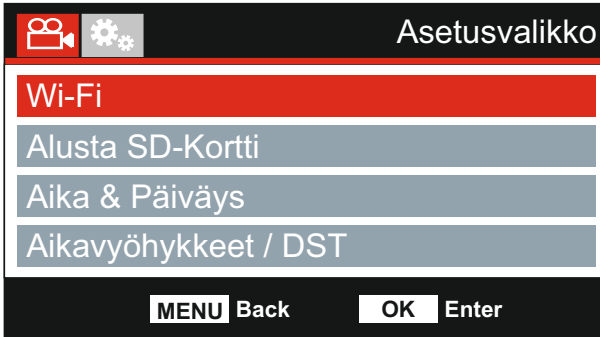 Asetusvalikko
Wi-Fi
Alusta SD-Kortti
Aika & Päiväys
Aikavyöhykkeet / DST
MENU Back OK Enter